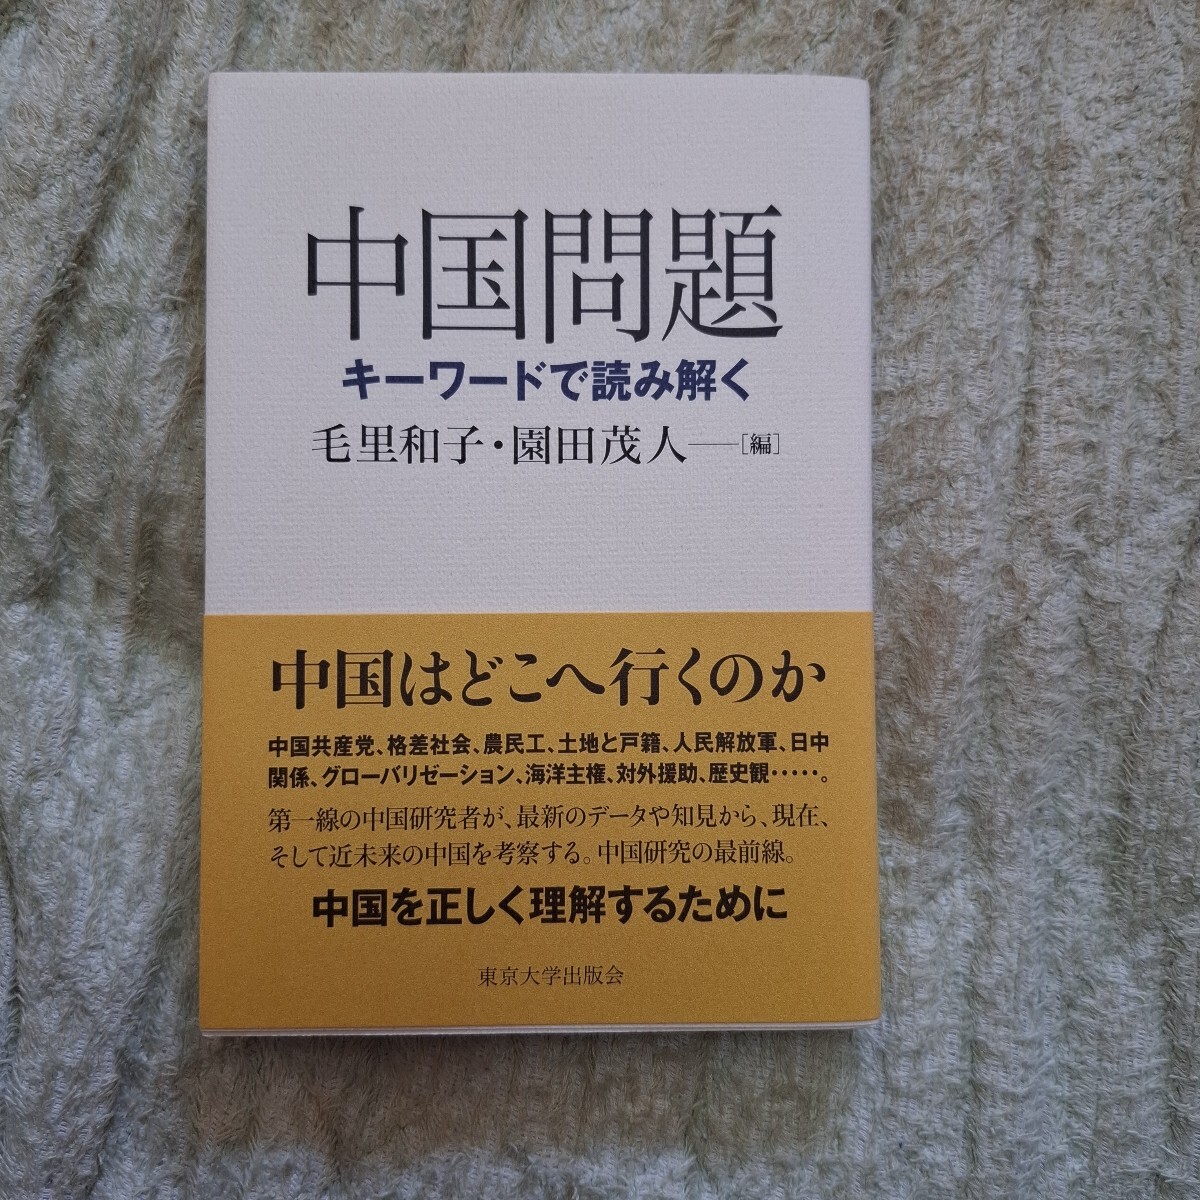 中国問題
キーワードで読み解く
毛里和子・園田茂人──[編]
中国はどこへ行くのか
中国共産党、格差社会、農民工、土地と戸籍、人民解放軍、日中
関係、グローバリゼーション、海洋主権、対外援助、歴史観‥‥‥。
第一線の中国研究者が、最新のデータや知見から、現在、
そして近未来の中国を考察する。中国研究の最前線。
中国を正しく理解するために
東京大学出版会